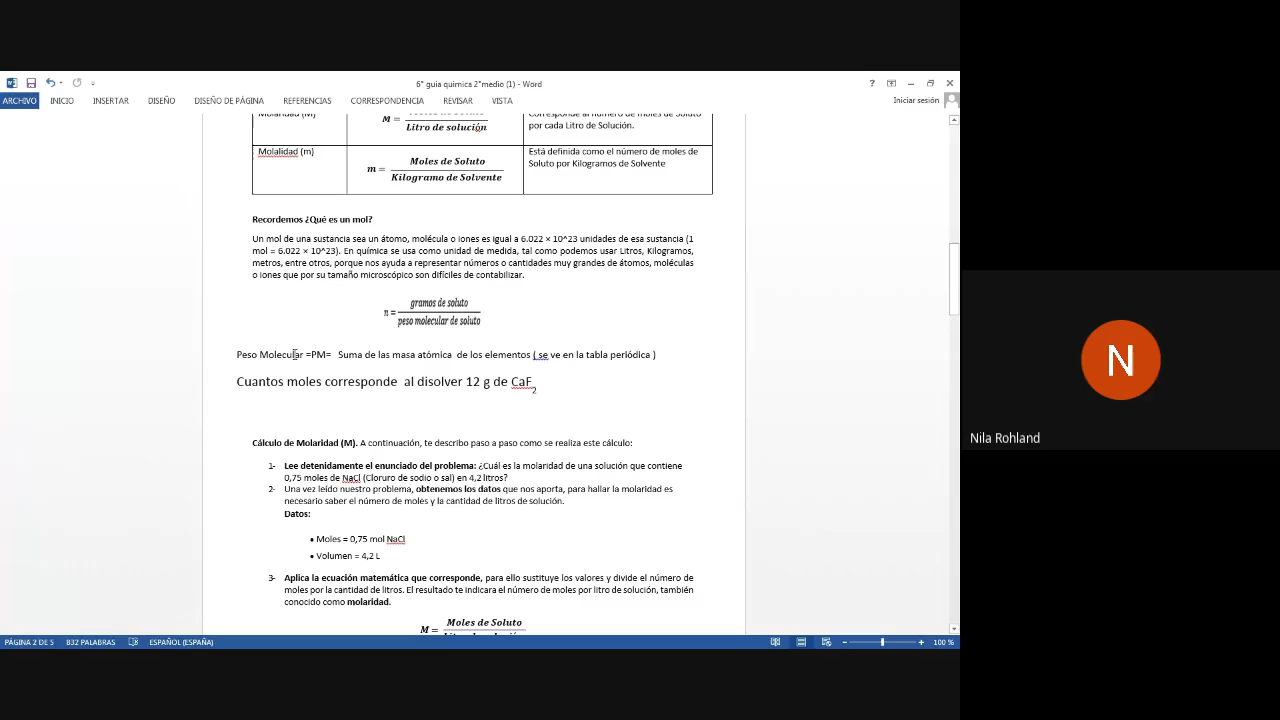 6° guia quimica 2°medio (1) - Word
ARCHIVO INICIO INSERTAR DISEÑO DISEÑO DE PÁGINA REFERENCIAS CORRESPONDENCIA REVISAR VISTA Iniciar sesión
Molaridad (M)
M =
Litro de solución
Corresponde al número de moles de Soluto
por cada Litro de Solución.
Molalidad (m)
m = Moles de Soluto
Kilogramo de Solvente
Está definida como el número de moles de
Soluto por Kilogramos de Solvente
Recordemos ¿Qué es un mol?
Un mol de una sustancia sea un átomo, molécula o iones es igual a 6.022 × 10^23 unidades de esa sustancia (1
mol = 6.022 × 10^23). En química se usa como unidad de medida, tal como podemos usar Litros, Kilogramos,
metros, entre otros, porque nos ayuda a representar números o cantidades muy grandes de átomos, moléculas
o iones que por su tamaño microscópico son difíciles de contabilizar.
n = gramos de soluto
peso molecular de soluto
Peso Molecular =PM= Suma de las masa atómica de los elementos ( se ve en la tabla periódica )
Cuantos moles corresponde al disolver 12 g de CaF2
Cálculo de Molaridad (M). A continuación, te describo paso a paso como se realiza este cálculo:
1- Lee detenidamente el enunciado del problema: ¿Cuál es la molaridad de una solución que contiene
0,75 moles de NaCl (Cloruro de sodio o sal) en 4,2 litros?
2- Una vez leído nuestro problema, obtenemos los datos que nos aporta, para hallar la molaridad es
necesario saber el número de moles y la cantidad de litros de solución.
Datos:
• Moles = 0,75 mol NaCl
• Volumen = 4,2 L
3- Aplica la ecuación matemática que corresponde, para ello sustituye los valores y divide el número de
moles por la cantidad de litros. El resultado te indicara el número de moles por litro de solución, también
conocido como molaridad.
M = Moles de Soluto
PÁGINA 2 DE 5 832 PALABRAS ESPAÑOL (ESPAÑA) 100 %
N
Nila Rohland